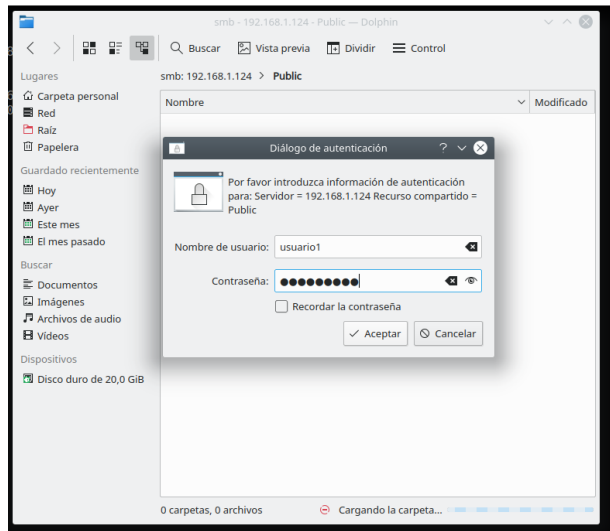 smb - 192.168.1.124 - Public — Dolphin
Buscar Vista previa Dividir Control
Lugares
Carpeta personal
Red
Raíz
Papelera
Guardado recientemente
Hoy
Ayer
Este mes
El mes pasado
Buscar
Documentos
Imágenes
Archivos de audio
Vídeos
Dispositivos
Disco duro de 20,0 GiB
smb: 192.168.1.124 > Public
Nombre Modificado
Diálogo de autenticación
Por favor introduzca información de autenticación
para: Servidor = 192.168.1.124 Recurso compartido =
Public
Nombre de usuario: usuario1
Contraseña: ●●●●●●●●●
Recordar la contraseña
Aceptar Cancelar
0 carpetas, 0 archivos Cargando la carpeta...